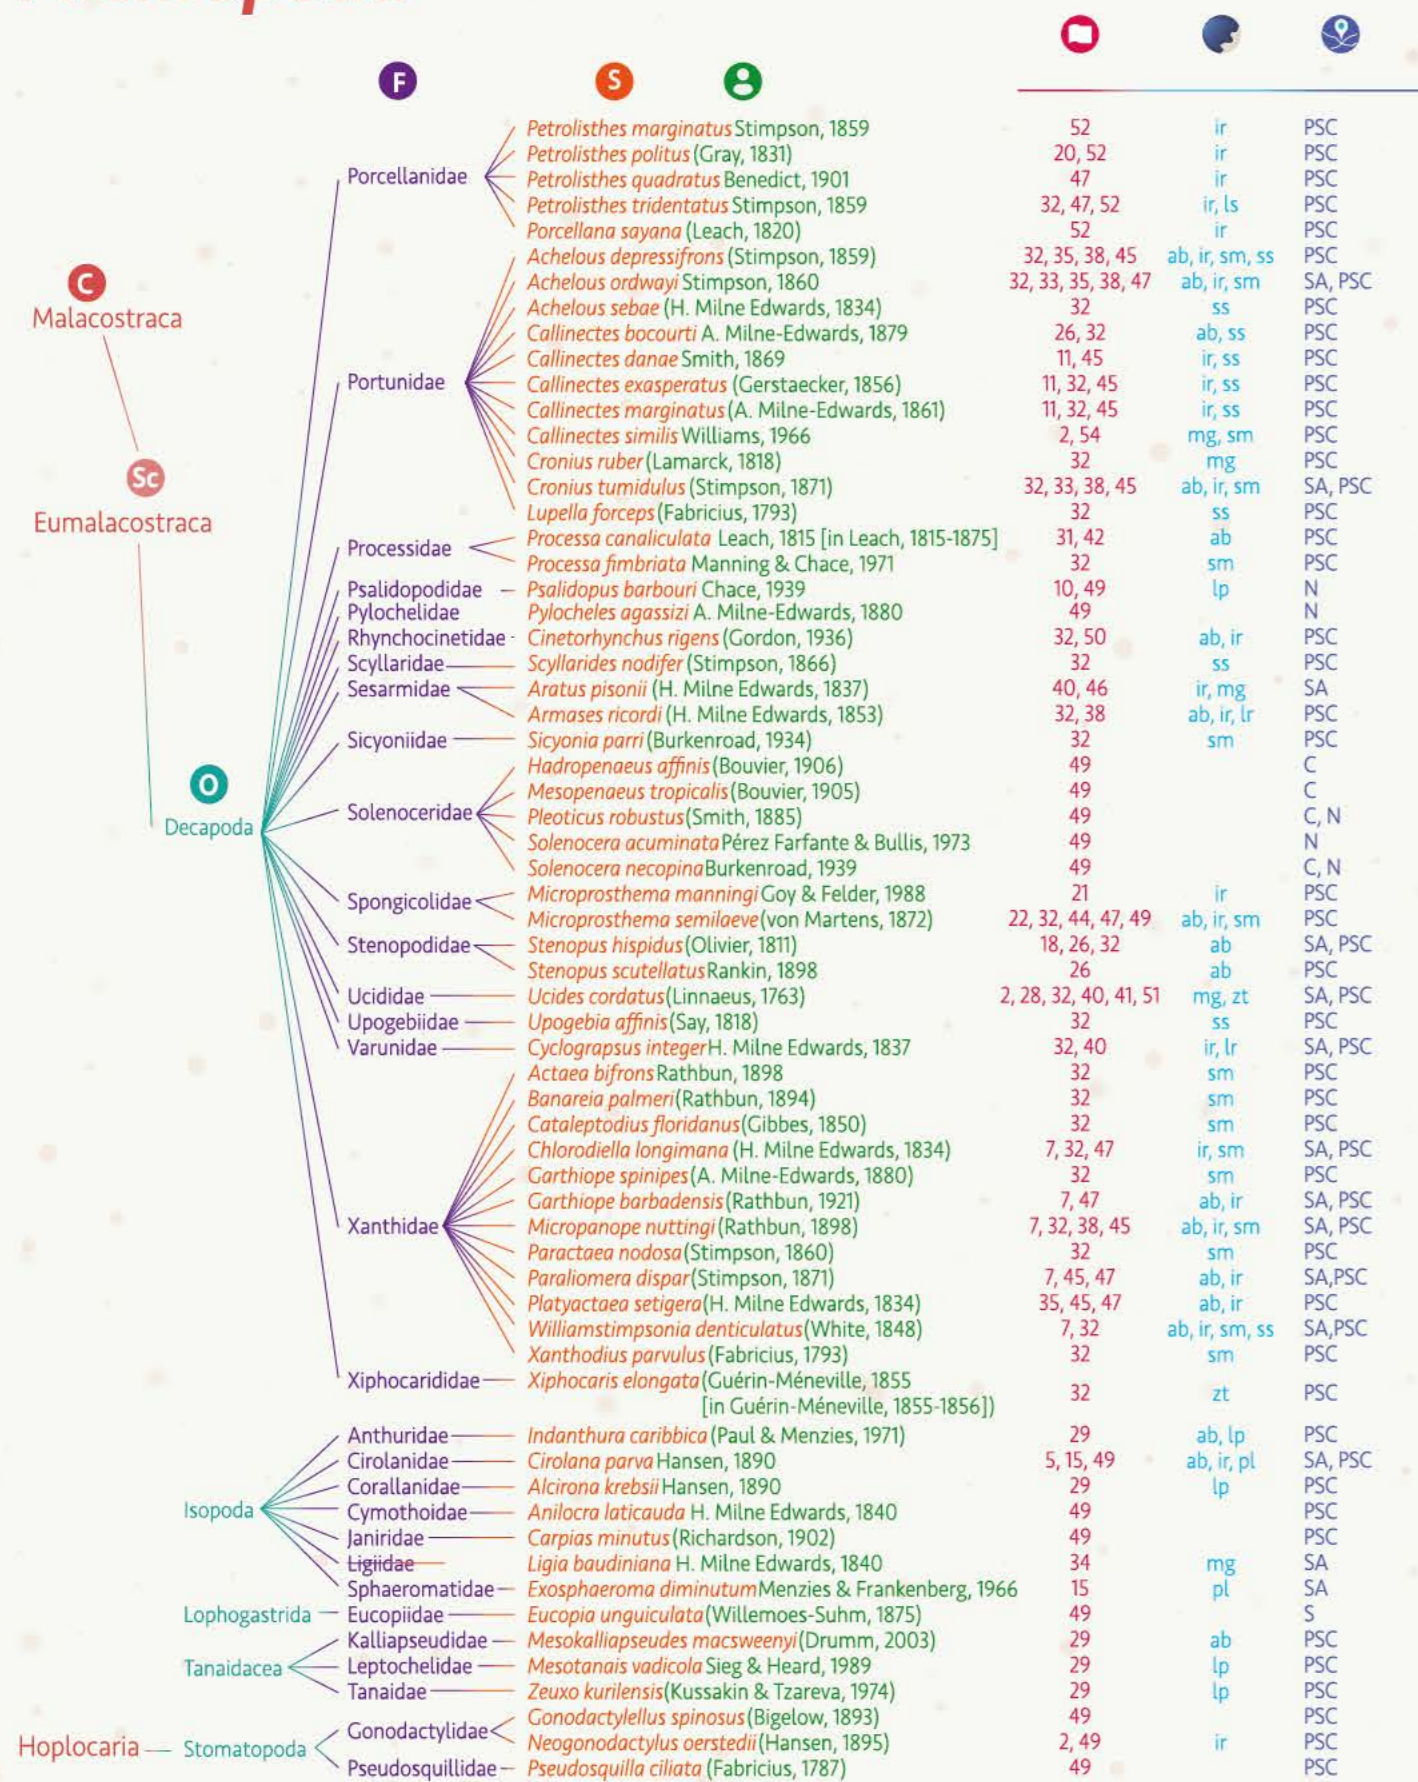 F S
C
Malacostraca
Sc
Eumalacostraca
O
Decapoda
Porcellanidae
Petrolisthes marginatus Stimpson, 1859 52 ir PSC
Petrolisthes politus (Gray, 1831) 20, 52 ir PSC
Petrolisthes quadratus Benedict, 1901 47 ir PSC
Petrolisthes tridentatus Stimpson, 1859 32, 47, 52 ir, ls PSC
Porcellana sayana (Leach, 1820) 52 ir PSC
Portunidae
Achelous depressifrons (Stimpson, 1859) 32, 35, 38, 45 ab, ir, sm, ss PSC
Achelous ordwayi Stimpson, 1860 32, 33, 35, 38, 47 ab, ir, sm SA, PSC
Achelous sebae (H. Milne Edwards, 1834) 32 ss PSC
Callinectes bocourti A. Milne-Edwards, 1879 26, 32 ab, ss PSC
Callinectes danae Smith, 1869 11, 45 ir, ss PSC
Callinectes exasperatus (Gerstaecker, 1856) 11, 32, 45 ir, ss PSC
Callinectes marginatus (A. Milne-Edwards, 1861) 11, 32, 45 ir, ss PSC
Callinectes similis Williams, 1966 2, 54 mg, sm PSC
Cronius ruber (Lamarck, 1818) 32 mg PSC
Cronius tumidulus (Stimpson, 1871) 32, 33, 38, 45 ab, ir, sm SA, PSC
Lupella forceps (Fabricius, 1793) 32 ss PSC
Processidae
Processa canaliculata Leach, 1815 [in Leach, 1815-1875] 31, 42 ab PSC
Processa fimbriata Manning & Chace, 1971 32 sm PSC
Psalidopodidae Psalidopus barbouri Chace, 1939 10, 49 lp N
Pylochelidae Pylocheles agassizi A. Milne-Edwards, 1880 49 N
Rhynchocinetidae Cinetorhynchus rigens (Gordon, 1936) 32, 50 ab, ir PSC
Scyllaridae Scyllarides nodifer (Stimpson, 1866) 32 ss PSC
Sesarmidae Aratus pisonii (H. Milne Edwards, 1837) 40, 46 ir, mg SA
Armases ricordi (H. Milne Edwards, 1853) 32, 38 ab, ir, lr PSC
Sicyoniidae Sicyonia parri (Burkenroad, 1934) 32 sm PSC
Solenoceridae
Hadropenaeus affinis (Bouvier, 1906) 49 C
Mesopenaeus tropicalis (Bouvier, 1905) 49 C
Pleoticus robustus (Smith, 1885) 49 C, N
Solenocera acuminata Pérez Farfante & Bullis, 1973 49 N
Solenocera necopina Burkenroad, 1939 49 C, N
Spongicolidae
Microprosthema manningi Goy & Felder, 1988 21 ir PSC
Microprosthema semilaeve (von Martens, 1872) 22, 32, 44, 47, 49 ab, ir, sm PSC
Stenopodidae Stenopus hispidus (Olivier, 1811) 18, 26, 32 ab SA, PSC
Stenopus scutellatus Rankin, 1898 26 ab PSC
Ucididae Ucides cordatus (Linnaeus, 1763) 2, 28, 32, 40, 41, 51 mg, zt SA, PSC
Upogebiidae Upogebia affinis (Say, 1818) 32 ss PSC
Varunidae Cyclograpsus integer H. Milne Edwards, 1837 32, 40 ir, lr SA, PSC
Xanthidae
Actaea bifrons Rathbun, 1898 32 sm PSC
Banareia palmeri (Rathbun, 1894) 32 sm PSC
Cataleptodius floridanus (Gibbes, 1850) 32 sm PSC
Chlorodiella longimana (H. Milne Edwards, 1834) 7, 32, 47 ir, sm SA, PSC
Garthiope spinipes (A. Milne-Edwards, 1880) 32 sm PSC
Garthiope barbadensis (Rathbun, 1921) 7, 47 ab, ir SA, PSC
Micropanope nuttingi (Rathbun, 1898) 7, 32, 38, 45 ab, ir, sm SA, PSC
Paractaea nodosa (Stimpson, 1860) 32 sm PSC
Paraliomera dispar (Stimpson, 1871) 7, 45, 47 ab, ir SA,PSC
Platyactaea setigera (H. Milne Edwards, 1834) 35, 45, 47 ab, ir PSC
Williamstimpsonia denticulatus (White, 1848) 7, 32 ab, ir, sm, ss SA,PSC
Xanthodius parvulus (Fabricius, 1793) 32 sm PSC
Xiphocarididae Xiphocaris elongata (Guérin-Méneville, 1855
[in Guérin-Méneville, 1855-1856]) 32 zt PSC
Isopoda
Anthuridae Indanthura caribbica (Paul & Menzies, 1971) 29 ab, lp PSC
Cirolanidae Cirolana parva Hansen, 1890 5, 15, 49 ab, ir, pl SA, PSC
Corallanidae Alcirona krebsii Hansen, 1890 29 lp PSC
Cymothoidae Anilocra laticauda H. Milne Edwards, 1840 49 PSC
Janiridae Carpias minutus (Richardson, 1902) 49 PSC
Ligiidae Ligia baudiniana H. Milne Edwards, 1840 34 mg SA
Sphaeromatidae Exosphaeroma diminutum Menzies & Frankenberg, 1966 15 pl SA
Lophogastrida Eucopiidae Eucopia unguiculata (Willemoes-Suhm, 1875) 49 S
Tanaidacea
Kalliapseudidae Mesokalliapseudes macsweenyi (Drumm, 2003) 29 ab PSC
Leptochelidae Mesotanais vadicola Sieg & Heard, 1989 29 lp PSC
Tanaidae Zeuxo kurilensis (Kussakin & Tzareva, 1974) 29 lp PSC
Hoplocaria Stomatopoda
Gonodactylidae
Gonodactylellus spinosus (Bigelow, 1893) 49 PSC
Neogonodactylus oerstedii (Hansen, 1895) 2, 49 ir PSC
Pseudosquillidae Pseudosquilla ciliata (Fabricius, 1787) 49 PSC